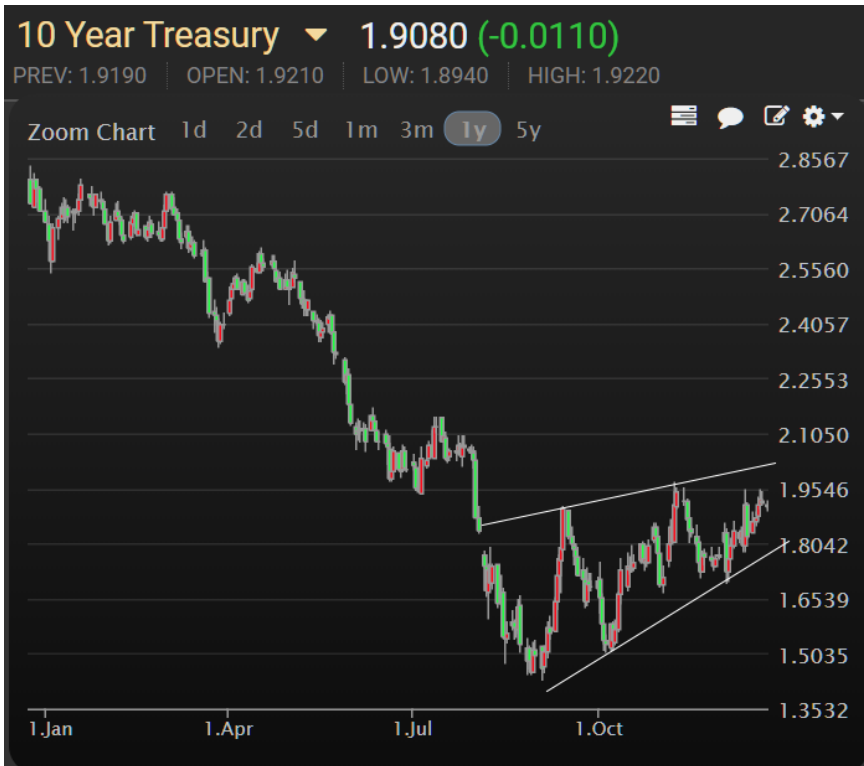 10 Year Treasury 1.9080 (-0.0110)
PREV: 1.9190 OPEN: 1.9210 LOW: 1.8940 HIGH: 1.9220
Zoom Chart 1d 2d 5d 1m 3m 1y 5y
2.8567
2.7064
2.5560
2.4057
2.2553
2.1050
1.9546
1.8042
1.6539
1.5035
1.3532
1.Jan 1.Apr 1.Jul 1.Oct